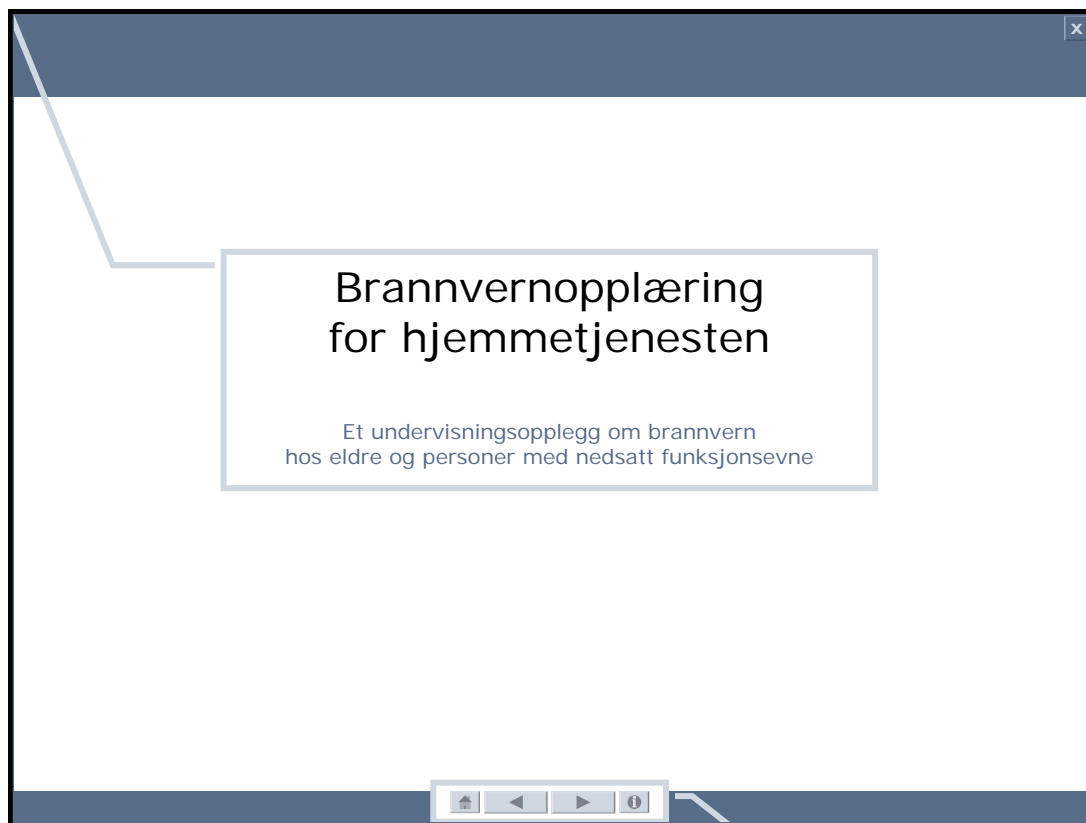 x
Brannvernopplæring
for hjemmetjenesten
Et undervisningsopplegg om brannvern
hos eldre og personer med nedsatt funksjonsevne